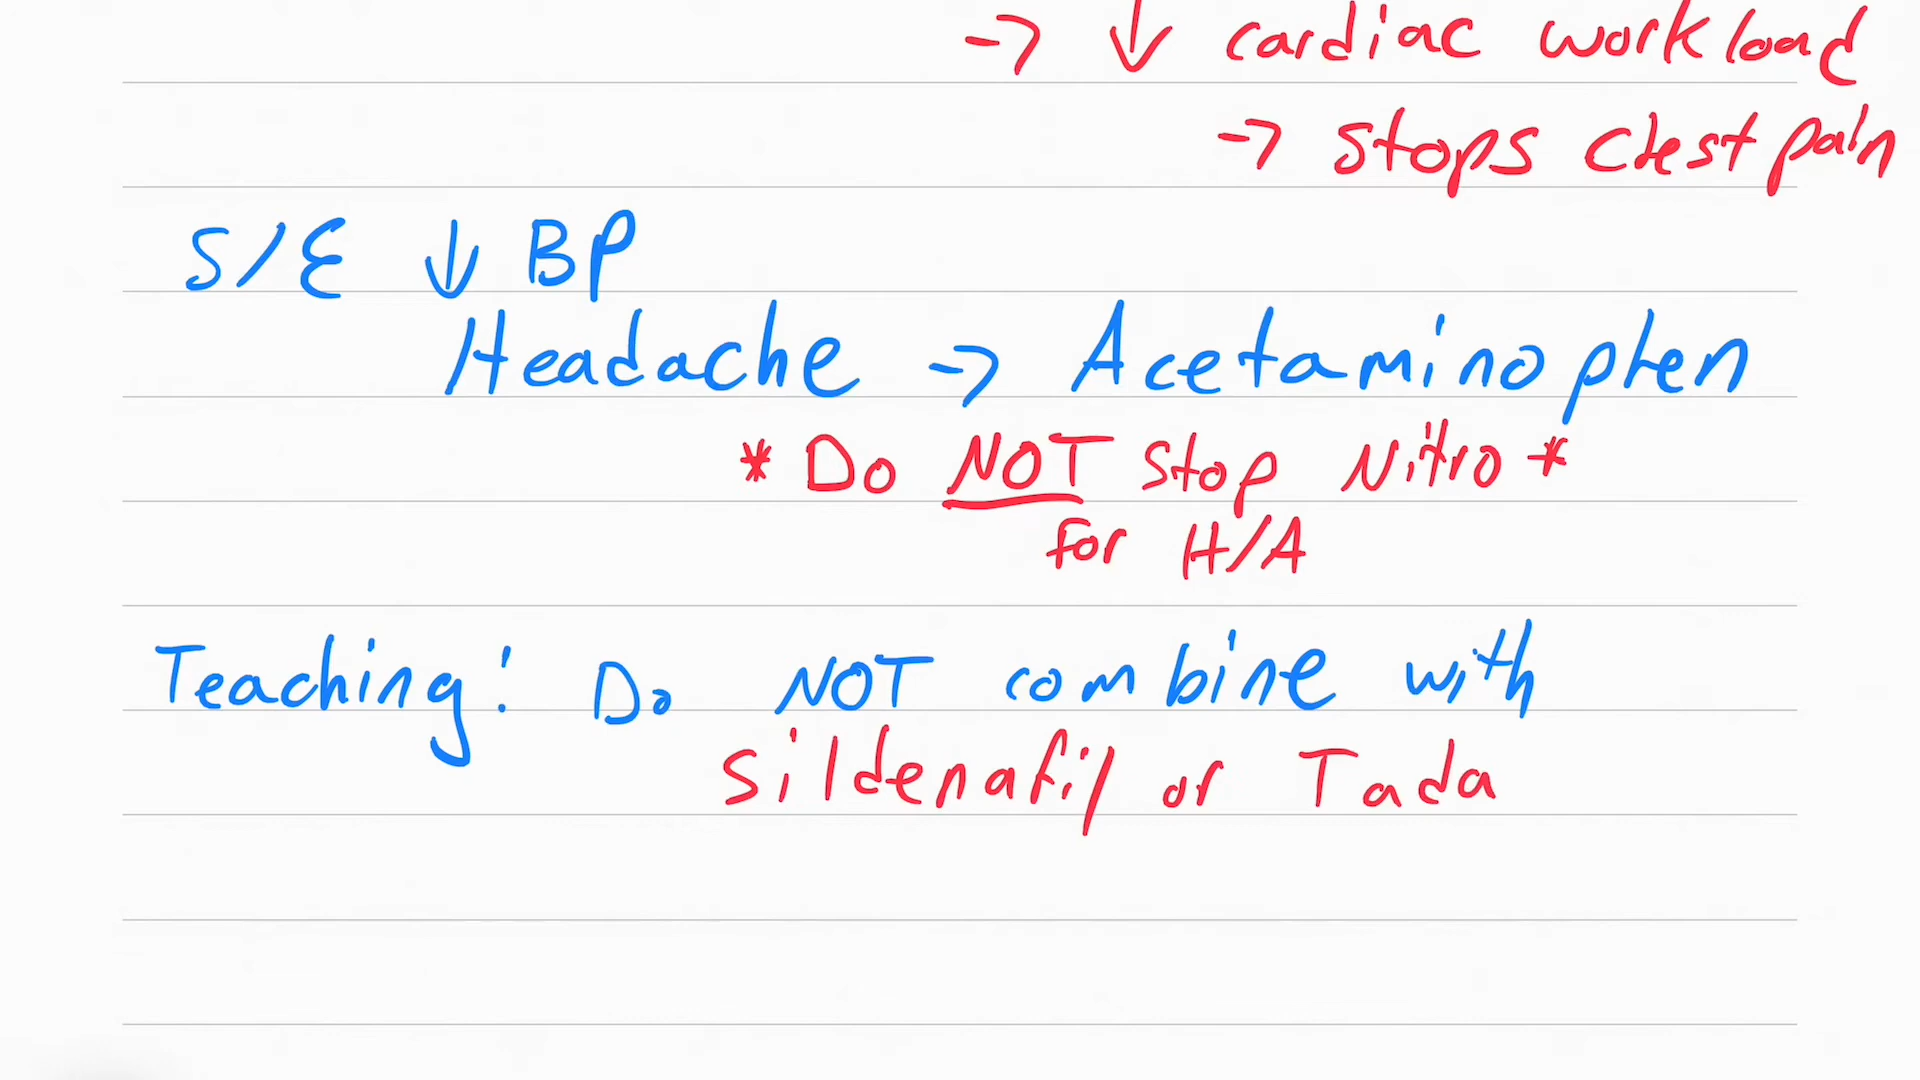 → ↓ cardiac workload
→ stops chest pain
S/E ↓ BP
Headache → Acetaminophen
* Do NOT stop Nitro *
for H/A
Teaching: Do NOT combine with
Sildenafil or Tada